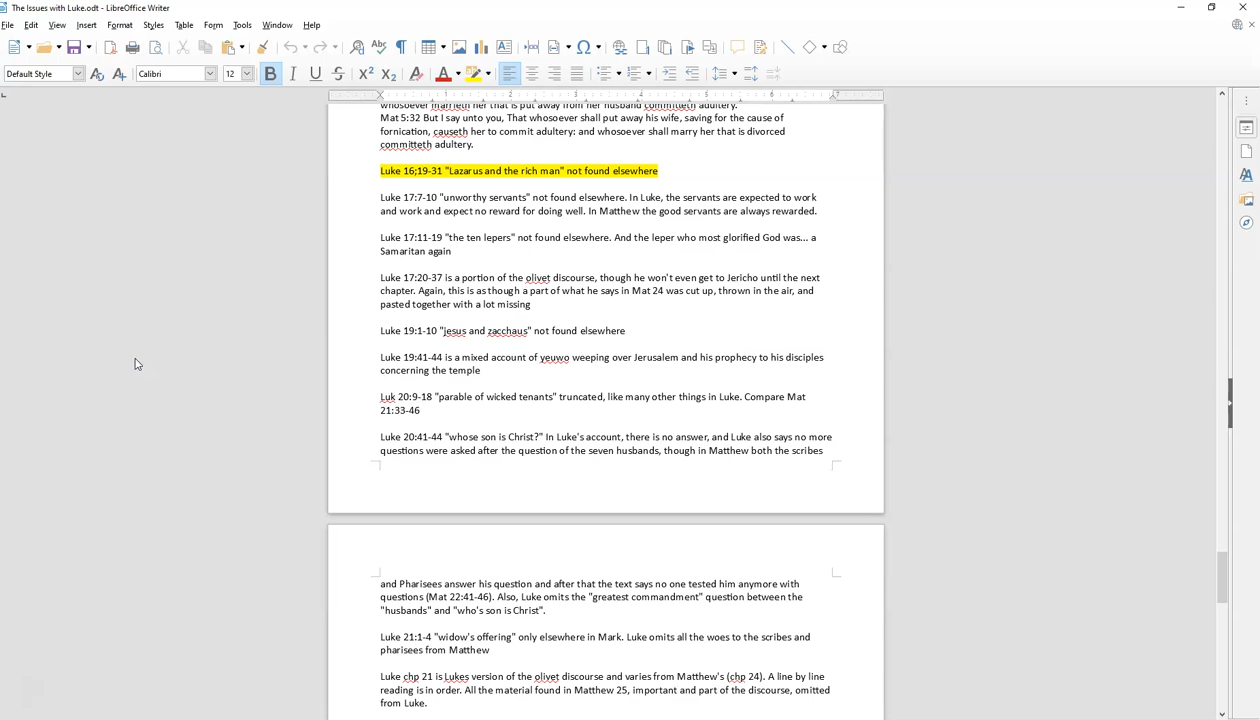 The Issues with Luke.odt - LibreOffice Writer
File Edit View Insert Format Styles Table Form Tools Window Help
Default Style Calibri 12
whosoever marrieth her that is put away from her husband committeth adultery.
Mat 5:32 But I say unto you, That whosoever shall put away his wife, saving for the cause of
fornication, causeth her to commit adultery: and whosoever shall marry her that is divorced
committeth adultery.
Luke 16;19-31 "Lazarus and the rich man" not found elsewhere
Luke 17:7-10 "unworthy servants" not found elsewhere. In Luke, the servants are expected to work
and work and expect no reward for doing well. In Matthew the good servants are always rewarded.
Luke 17:11-19 "the ten lepers" not found elsewhere. And the leper who most glorified God was... a
Samaritan again
Luke 17:20-37 is a portion of the olivet discourse, though he won't even get to Jericho until the next
chapter. Again, this is as though a part of what he says in Mat 24 was cut up, thrown in the air, and
pasted together with a lot missing
Luke 19:1-10 "jesus and zacchaus" not found elsewhere
Luke 19:41-44 is a mixed account of yeuwo weeping over Jerusalem and his prophecy to his disciples
concerning the temple
Luk 20:9-18 "parable of wicked tenants" truncated, like many other things in Luke. Compare Mat
21:33-46
Luke 20:41-44 "whose son is Christ?" In Luke's account, there is no answer, and Luke also says no more
questions were asked after the question of the seven husbands, though in Matthew both the scribes
and Pharisees answer his question and after that the text says no one tested him anymore with
questions (Mat 22:41-46). Also, Luke omits the "greatest commandment" question between the
"husbands" and "who's son is Christ".
Luke 21:1-4 "widow's offering" only elsewhere in Mark. Luke omits all the woes to the scribes and
pharisees from Matthew
Luke chp 21 is Lukes version of the olivet discourse and varies from Matthew's (chp 24). A line by line
reading is in order. All the material found in Matthew 25, important and part of the discourse, omitted
from Luke.